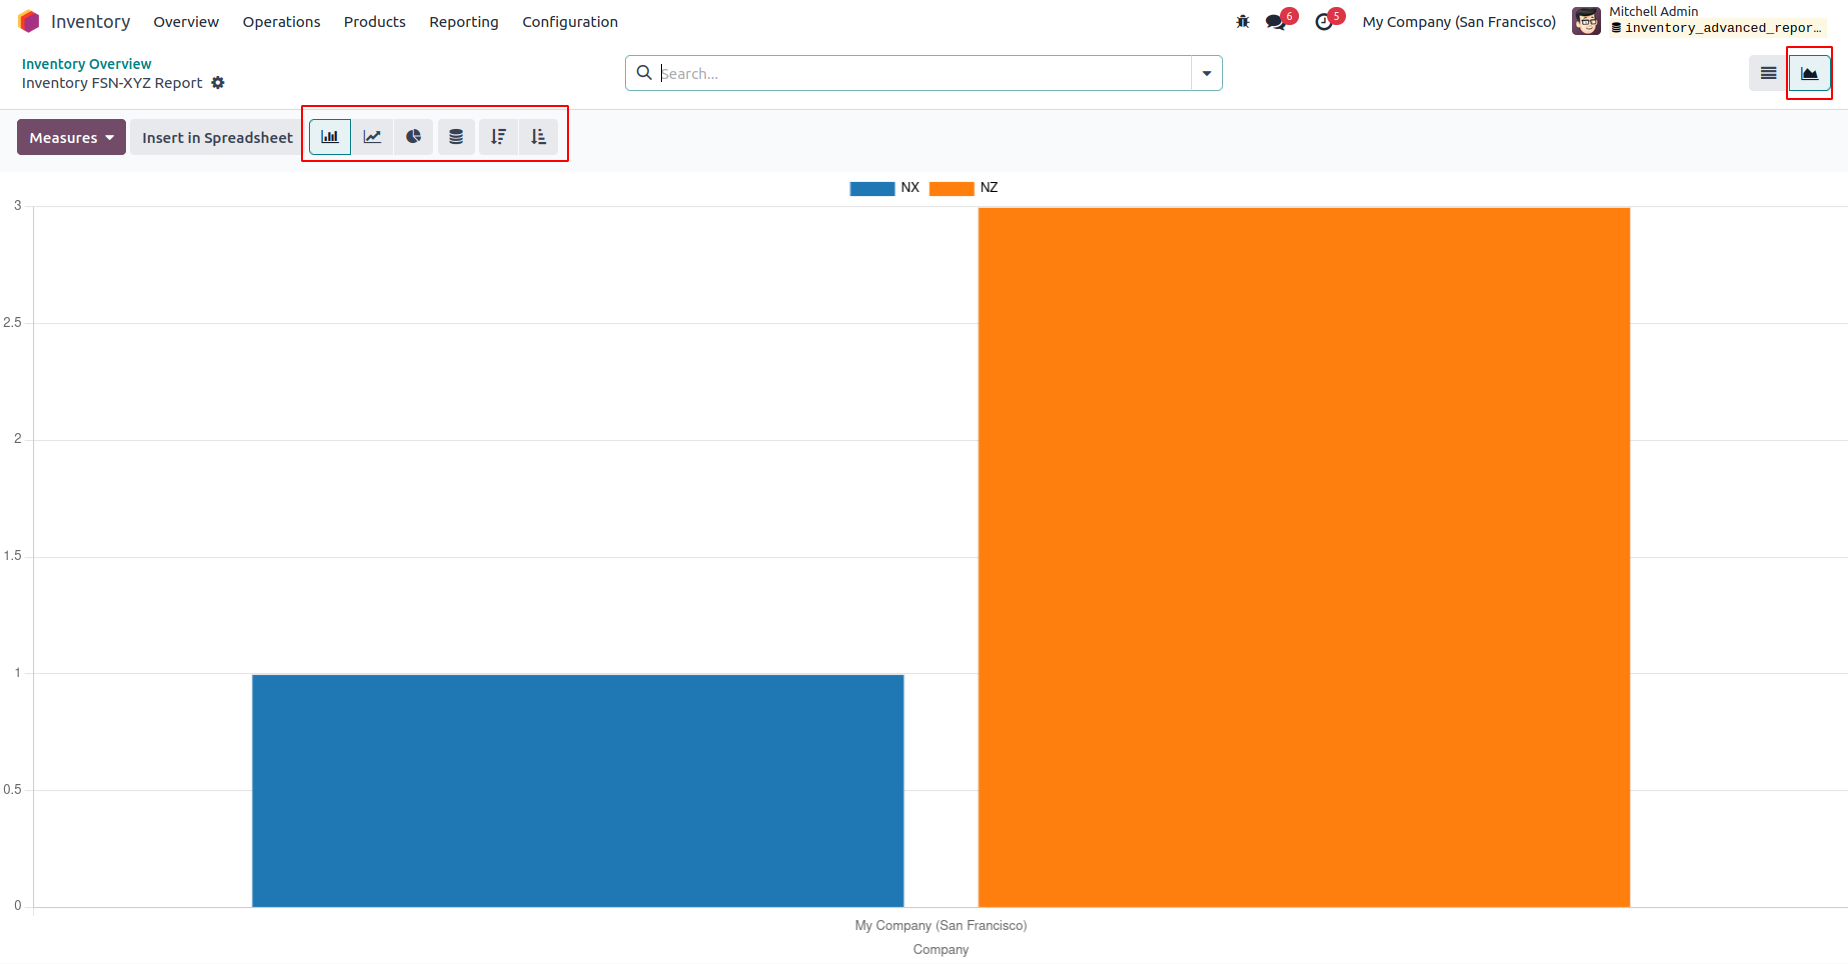 Inventory Overview Operations Products Reporting Configuration 6 5 My Company (San Francisco) Mitchell Admin
inventory_advanced_repor...
Inventory Overview
Inventory FSN-XYZ Report
Search...
Measures Insert in Spreadsheet
NX NZ
3
2.5
2
1.5
1
0.5
0
My Company (San Francisco)
Company